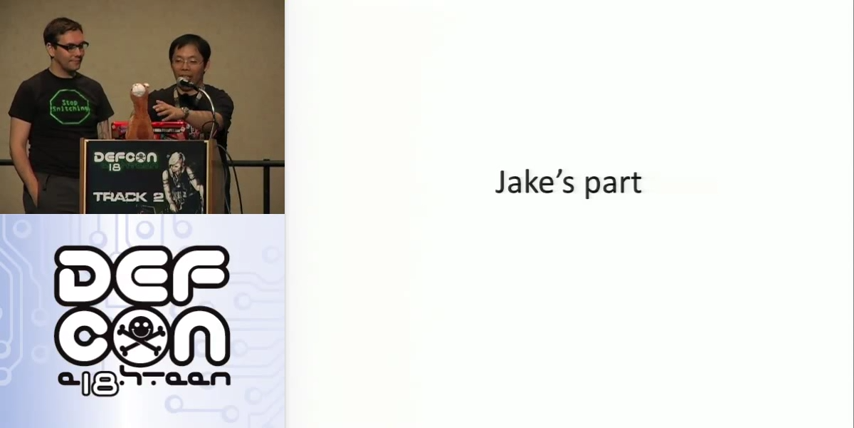 Stop
Snitching
DEFCON
18
TRACK 2
DEF
CON
e18hteen
Jake's part